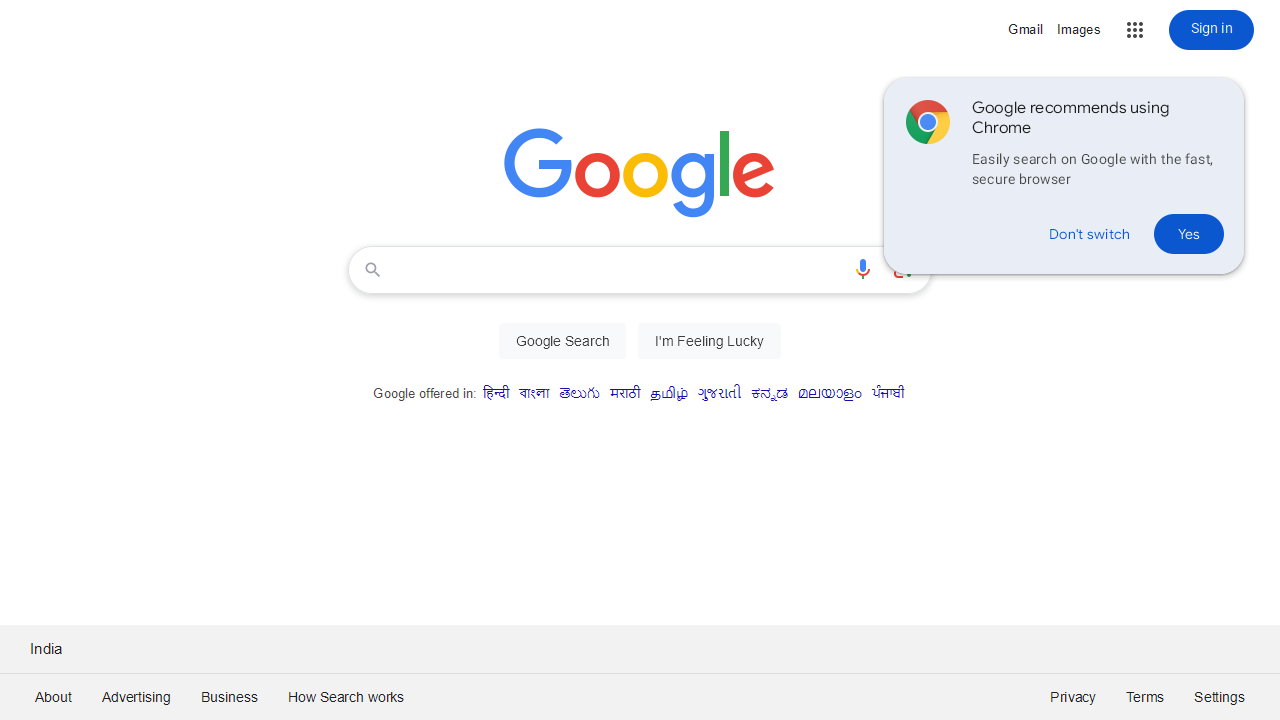 Gmail Images Sign in
Google recommends using
Chrome
Easily search on Google with the fast,
secure browser
Don't switch Yes
Google
Google Search I'm Feeling Lucky
Google offered in: हिन्दी বাংলা తెలుగు मराठी தமிழ் ગુજરાતી ಕನ್ನಡ മലയാളം ਪੰਜਾਬੀ
India
About Advertising Business How Search works Privacy Terms Settings